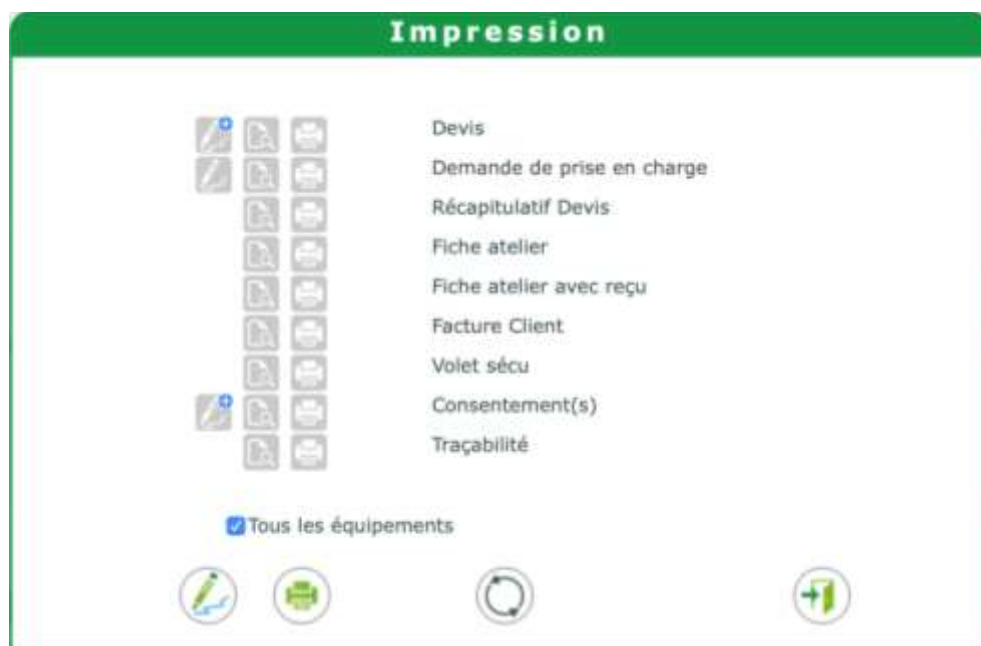 Impression
Devis
Demande de prise en charge
Récapitulatif Devis
Fiche atelier
Fiche atelier avec reçu
Facture Client
Volet sécu
Consentement(s)
Traçabilité
Tous les équipements